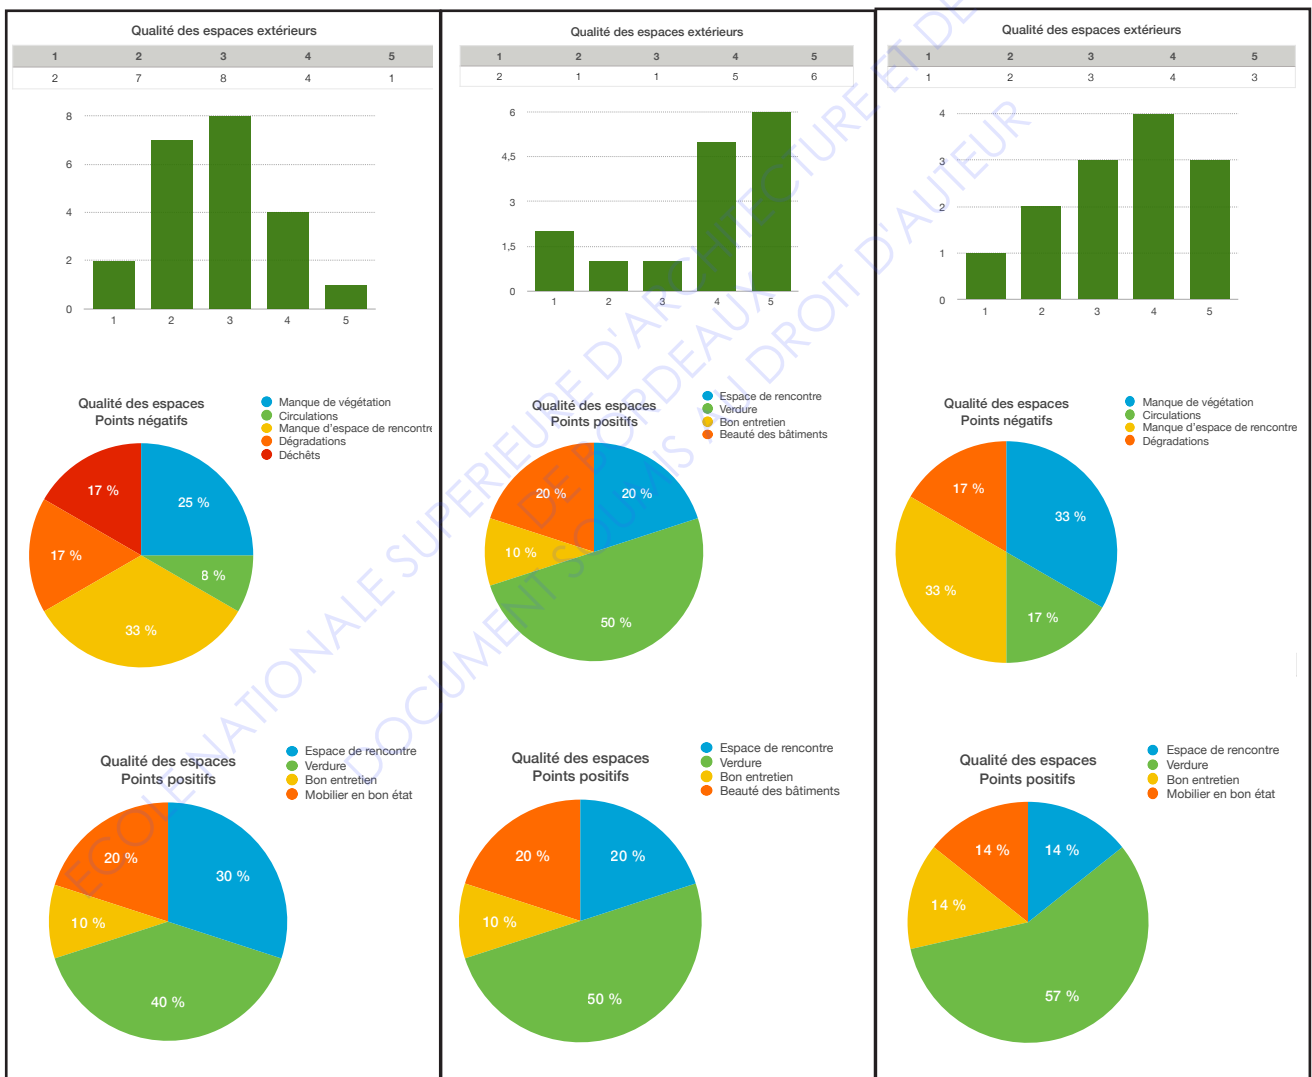 Qualité des espaces extérieurs
1 2 3 4 5
2 7 8 4 1
8
6
4
2
0
1 2 3 4 5
Qualité des espaces
Points négatifs
Manque de végétation
Circulations
Manque d'espace de rencontre
Dégradations
Déchêts
17 %
25 %
17 %
8 %
33 %
Qualité des espaces
Points positifs
Espace de rencontre
Verdure
Bon entretien
Mobilier en bon état
20 %
30 %
10 %
40 %
Qualité des espaces extérieurs
1 2 3 4 5
2 1 1 5 6
6
4,5
3
1,5
0
1 2 3 4 5
Qualité des espaces
Points positifs
Espace de rencontre
Verdure
Bon entretien
Beauté des bâtiments
20 %
20 %
10 %
50 %
Qualité des espaces
Points positifs
Espace de rencontre
Verdure
Bon entretien
Beauté des bâtiments
20 %
20 %
10 %
50 %
Qualité des espaces extérieurs
1 2 3 4 5
1 2 3 4 3
4
3
2
1
0
1 2 3 4 5
Qualité des espaces
Points négatifs
Manque de végétation
Circulations
Manque d'espace de rencontre
Dégradations
17 %
33 %
33 %
17 %
Qualité des espaces
Points positifs
Espace de rencontre
Verdure
Bon entretien
Mobilier en bon état
14 %
14 %
14 %
57 %
ECOLE NATIONALE SUPERIEURE D'ARCHITECTURE ET DE
DE BORDEAUX
DOCUMENT SOUMIS AU DROIT D'AUTEUR